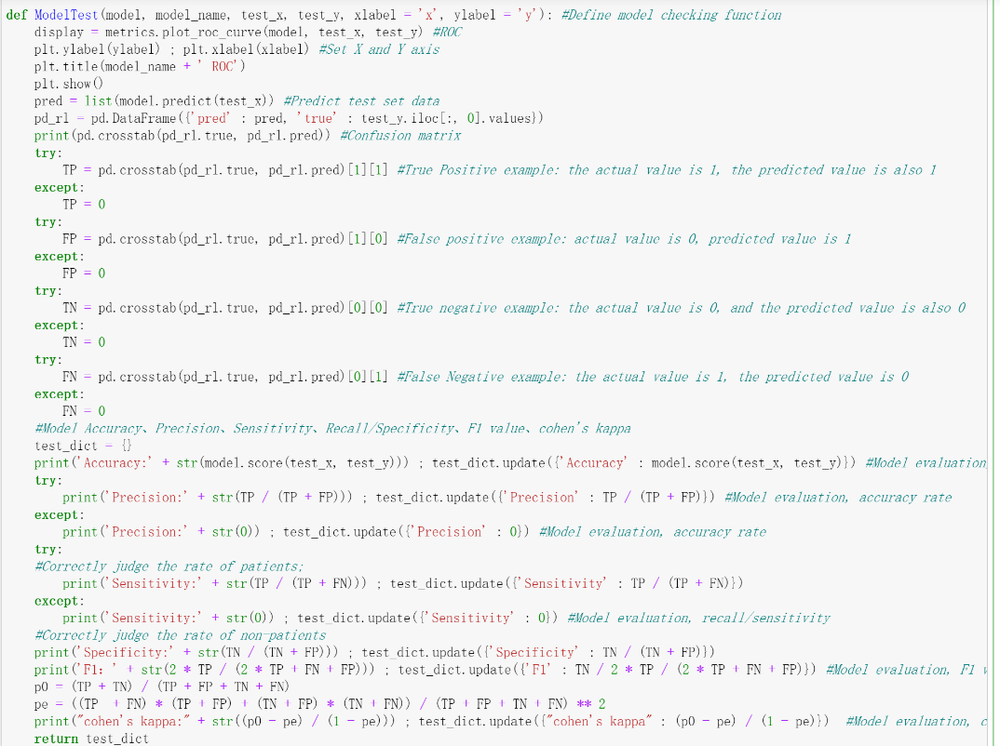 def ModelTest(model, model_name, test_x, test_y, xlabel = 'x', ylabel = 'y'): #Define model checking function
    display = metrics.plot_roc_curve(model, test_x, test_y) #ROC
    plt.ylabel(ylabel) ; plt.xlabel(xlabel) #Set X and Y axis
    plt.title(model_name + ' ROC')
    plt.show()
    pred = list(model.predict(test_x)) #Predict test set data
    pd_rl = pd.DataFrame({'pred' : pred, 'true' : test_y.iloc[:, 0].values})
    print(pd.crosstab(pd_rl.true, pd_rl.pred)) #Confusion matrix
    try:
        TP = pd.crosstab(pd_rl.true, pd_rl.pred)[1][1] #True Positive example: the actual value is 1, the predicted value is also 1
    except:
        TP = 0
    try:
        FP = pd.crosstab(pd_rl.true, pd_rl.pred)[1][0] #False positive example: actual value is 0, predicted value is 1
    except:
        FP = 0
    try:
        TN = pd.crosstab(pd_rl.true, pd_rl.pred)[0][0] #True negative example: the actual value is 0, and the predicted value is also 0
    except:
        TN = 0
    try:
        FN = pd.crosstab(pd_rl.true, pd_rl.pred)[0][1] #False Negative example: the actual value is 1, the predicted value is 0
    except:
        FN = 0
    #Model Accuracy、Precision、Sensitivity、Recall/Specificity、F1 value、cohen's kappa
    test_dict = {}
    print('Accuracy:' + str(model.score(test_x, test_y))) ; test_dict.update({'Accuracy' : model.score(test_x, test_y)}) #Model evaluation,
    try:
        print('Precision:' + str(TP / (TP + FP))) ; test_dict.update({'Precision' : TP / (TP + FP)}) #Model evaluation, accuracy rate
    except:
        print('Precision:' + str(0)) ; test_dict.update({'Precision' : 0}) #Model evaluation, accuracy rate
    try:
    #Correctly judge the rate of patients;
        print('Sensitivity:' + str(TP / (TP + FN))) ; test_dict.update({'Sensitivity' : TP / (TP + FN)})
    except:
        print('Sensitivity:' + str(0)) ; test_dict.update({'Sensitivity' : 0}) #Model evaluation, recall/sensitivity
    #Correctly judge the rate of non-patients
    print('Specificity:' + str(TN / (TN + FP))) ; test_dict.update({'Specificity' : TN / (TN + FP)})
    print('F1: ' + str(2 * TP / (2 * TP + FN + FP))) ; test_dict.update({'F1' : TN / 2 * TP / (2 * TP + FN + FP)}) #Model evaluation, F1
    p0 = (TP + TN) / (TP + FP + TN + FN)
    pe = ((TP + FN) * (TP + FP) + (TN + FP) * (TN + FN)) / (TP + FP + TN + FN) ** 2
    print("cohen's kappa:" + str((p0 - pe) / (1 - pe))) ; test_dict.update({"cohen's kappa" : (p0 - pe) / (1 - pe)}) #Model evaluation,
    return test_dict